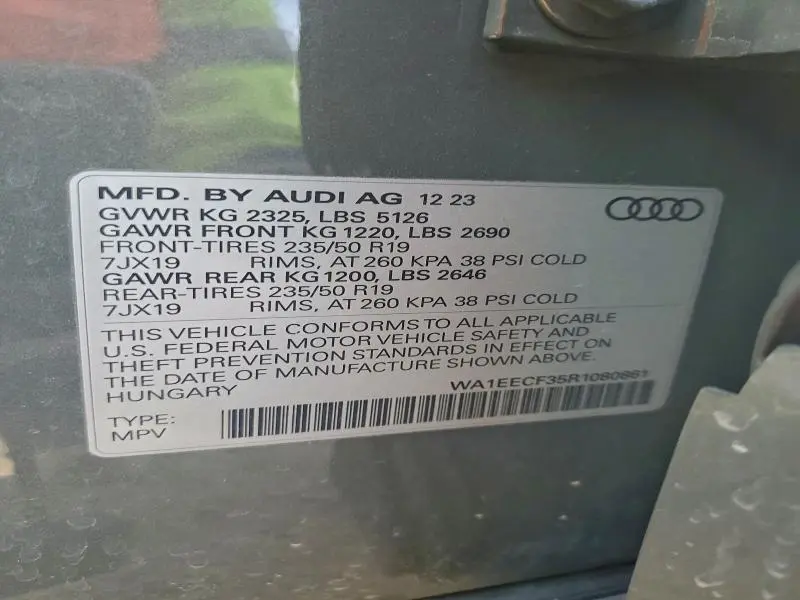 MFD. BY AUDI AG 12 23
GVWR KG 2325, LBS 5126
GAWR FRONT KG 1220, LBS 2690
FRONT-TIRES 235/50 R19
7JX19 RIMS, AT 260 KPA 38 PSI COLD
GAWR REAR KG 1200, LBS 2646
REAR-TIRES 235/50 R19
7JX19 RIMS, AT 260 KPA 38 PSI COLD
THIS VEHICLE CONFORMS TO ALL APPLICABLE
U.S. FEDERAL MOTOR VEHICLE SAFETY AND
THEFT PREVENTION STANDARDS IN EFFECT ON
THE DATE OF MANUFACTURE SHOWN ABOVE.
HUNGARY WA1EECF35R1080861
TYPE:
MPV